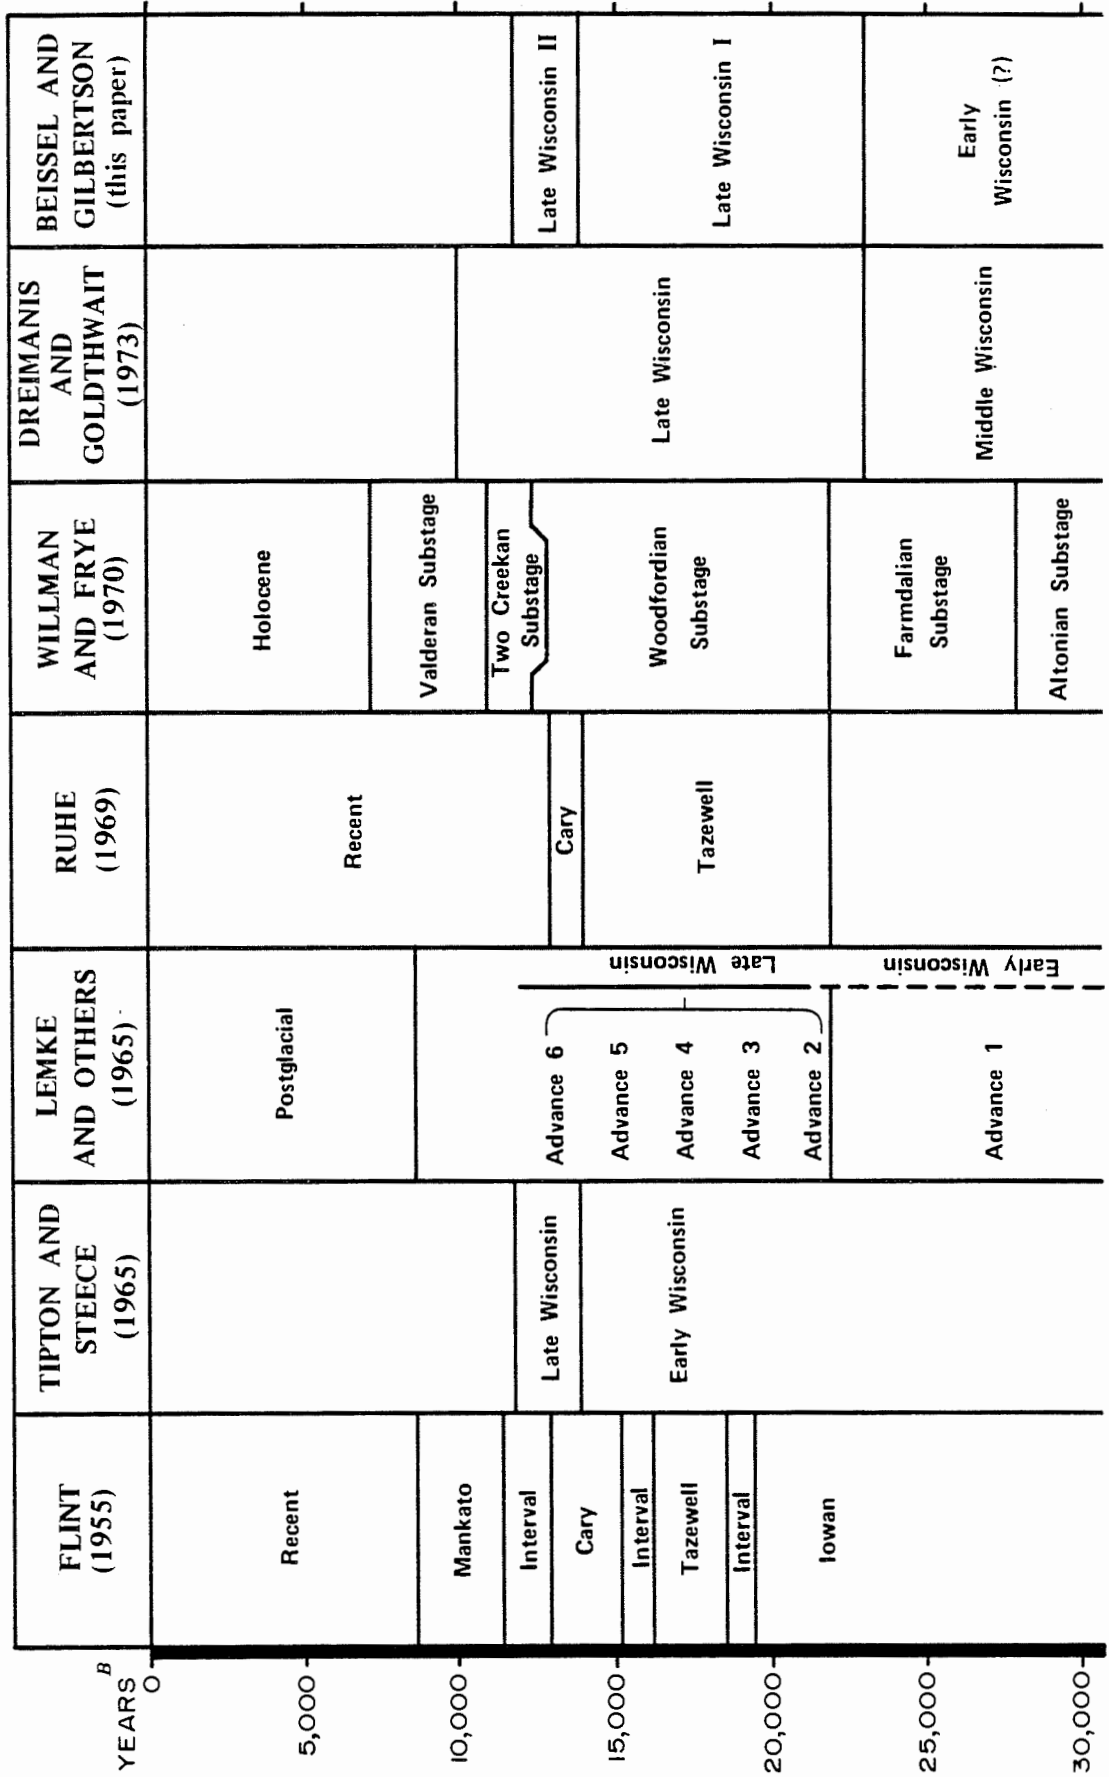 YEARS B
0
5,000
10,000
15,000
20,000
25,000
30,000
FLINT
(1955)
Recent
Mankato
Interval
Cary
Interval
Tazewell
Interval
Iowan
TIPTON AND
STEECE
(1965)
Late Wisconsin
Early Wisconsin
LEMKE
AND OTHERS
(1965)
Postglacial
Advance 6
Advance 5
Advance 4
Advance 3
Advance 2
Advance 1
Late Wisconsin
Early Wisconsin
RUHE
(1969)
Recent
Cary
Tazewell
WILLMAN
AND FRYE
(1970)
Holocene
Valderan Substage
Two Creekan
Substage
Woodfordian
Substage
Farmdalian
Substage
Altonian Substage
DREIMANIS
AND
GOLDTHWAIT
(1973)
Late Wisconsin
Middle Wisconsin
BEISSEL AND
GILBERTSON
(this paper)
Late Wisconsin II
Late Wisconsin I
Early
Wisconsin (?)